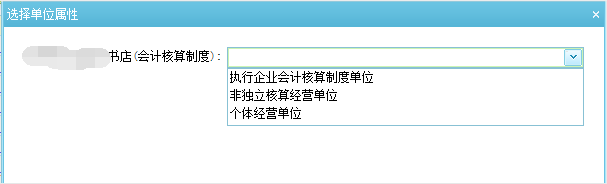 选择单位属性
书店(会计核算制度)：
执行企业会计核算制度单位
非独立核算经营单位
个体经营单位